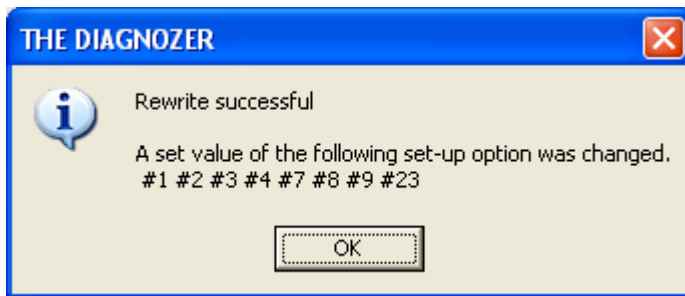 THE DIAGNOZER
Rewrite successful
A set value of the following set-up option was changed.
#1 #2 #3 #4 #7 #8 #9 #23
OK